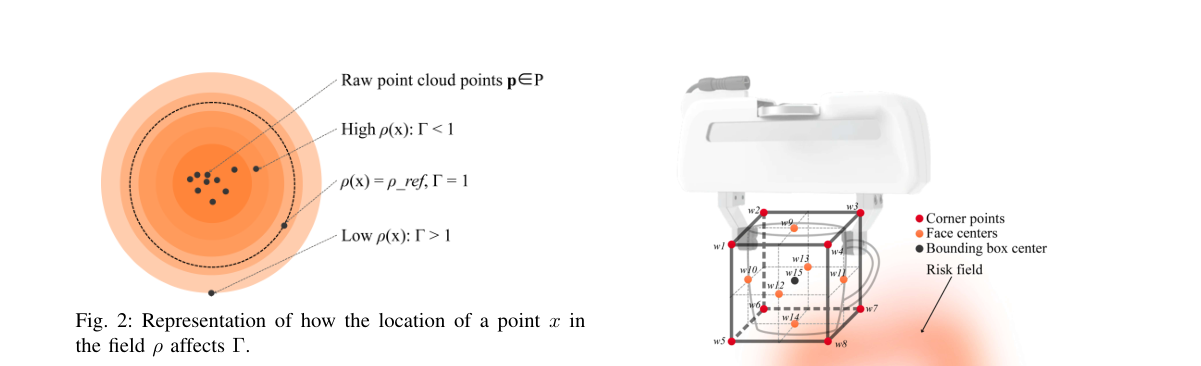 Raw point cloud points p∈P
High ρ(x): Γ < 1
ρ(x) = ρ_ref, Γ = 1
Low ρ(x): Γ > 1
Fig. 2: Representation of how the location of a point x in
the field ρ affects Γ.
w2
w3
w9
w1
w4
w13
w10
w15
w11
w12
w6
w7
w14
w5
w8
Corner points
Face centers
Bounding box center
Risk field